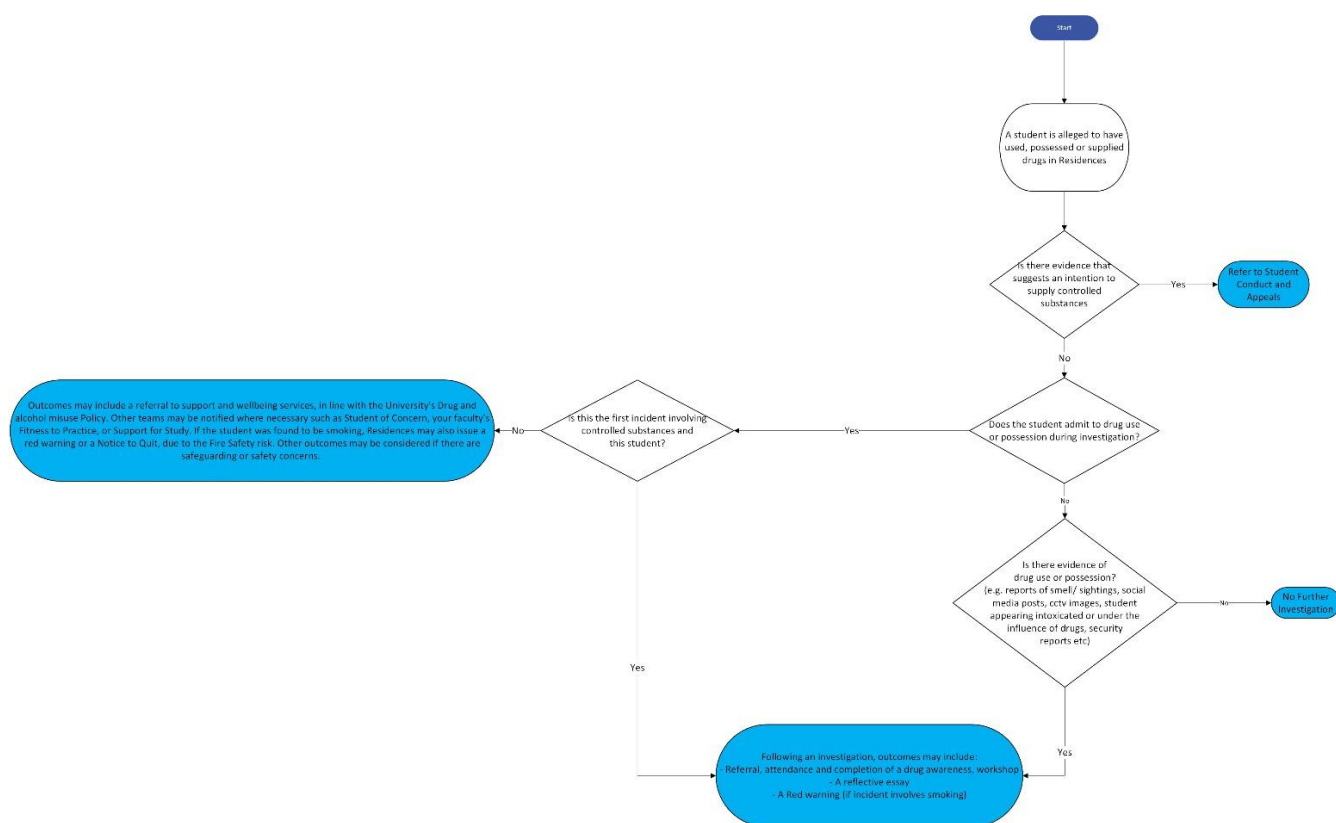 Start
A student is alleged to have
used, possessed or supplied
drugs in Residences
Is there evidence that
suggests an intention to
supply controlled
substances
Yes
Refer to Student
Conduct and
Appeals
No
Does the student admit to drug use
or possession during investigation?
Yes
Is this the first incident involving
controlled substances and
this student?
No
Outcomes may include a referral to support and wellbeing services, in line with the University's Drug and
alcohol misuse Policy. Other teams may be notified where necessary such as Student of Concern, your faculty's
Fitness to Practice, or Support for Study. If the student was found to be smoking, Residences may also issue a
red warning or a Notice to Quit, due to the Fire Safety risk. Other outcomes may be considered if there are
safeguarding or safety concerns.
No
Is there evidence of
drug use or possession?
(e.g. reports of smell/ sightings, social
media posts, cctv images, student
appearing intoxicated or under the
influence of drugs, security
reports etc)
No
No Further
Investigation
Yes
Yes
Following an investigation, outcomes may include:
- Referral, attendance and completion of a drug awareness, workshop
- A reflective essay
- A Red warning (if incident involves smoking)